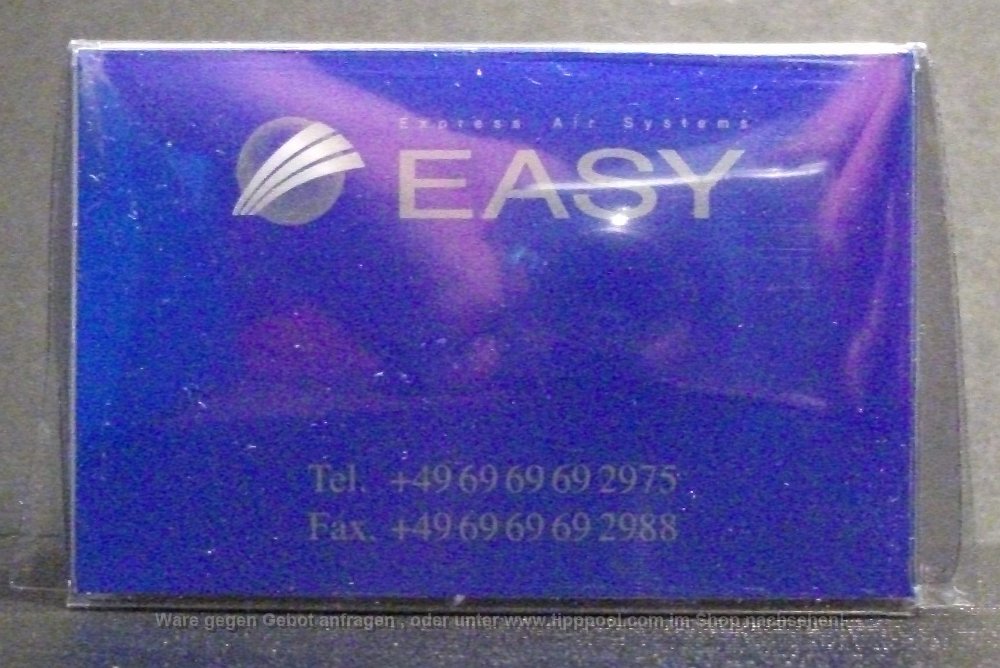 Express Air Systems
EASY
Tel. +49 69 69 69 2975
Fax. +49 69 69 69 2988
Ware gegen Gebot anfragen , oder unter www.tipppool.com im Shop nachsehen!